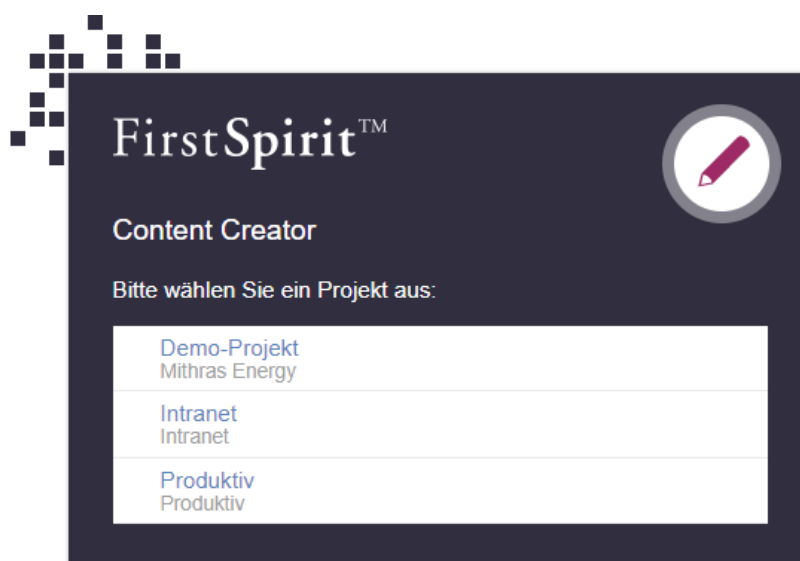 FirstSpirit™
Content Creator
Bitte wählen Sie ein Projekt aus:
Demo-Projekt
Mithras Energy
Intranet
Intranet
Produktiv
Produktiv